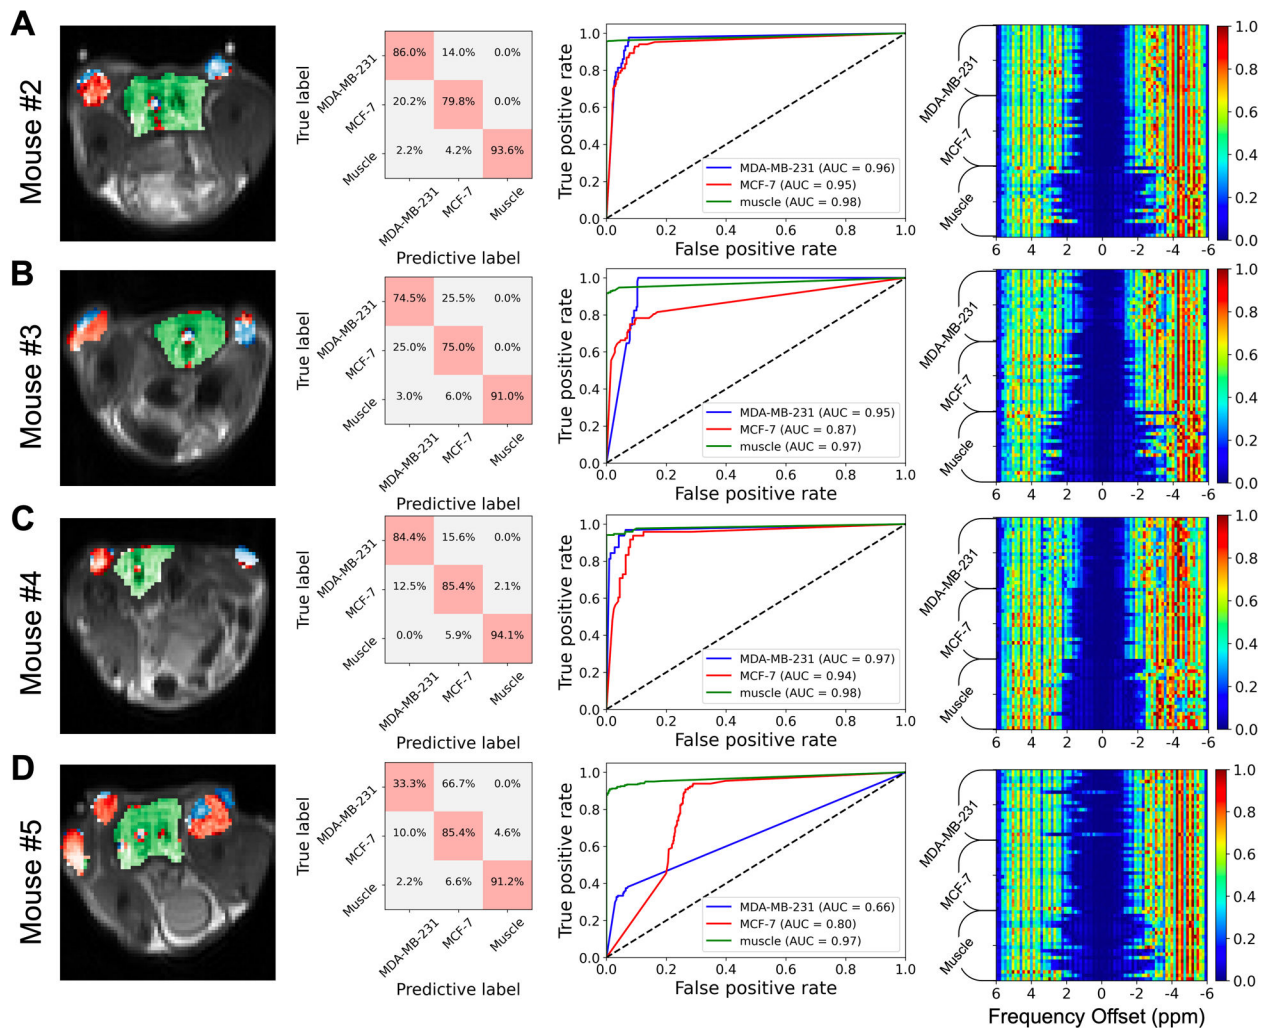 A
Mouse #2
True label
MDA-MB-231
MCF-7
Muscle
86.0% 14.0% 0.0%
20.2% 79.8% 0.0%
2.2% 4.2% 93.6%
MDA-MB-231 MCF-7 Muscle
Predictive label
True positive rate
1.0
0.8
0.6
0.4
0.2
0.0
MDA-MB-231 (AUC = 0.96)
MCF-7 (AUC = 0.95)
muscle (AUC = 0.98)
0.0 0.2 0.4 0.6 0.8 1.0
False positive rate
MDA-MB-231
MCF-7
Muscle
6 4 2 0 -2 -4 -6
1.0
0.8
0.6
0.4
0.2
0.0
B
Mouse #3
True label
MDA-MB-231
MCF-7
Muscle
74.5% 25.5% 0.0%
25.0% 75.0% 0.0%
3.0% 6.0% 91.0%
MDA-MB-231 MCF-7 Muscle
Predictive label
True positive rate
1.0
0.8
0.6
0.4
0.2
0.0
MDA-MB-231 (AUC = 0.95)
MCF-7 (AUC = 0.87)
muscle (AUC = 0.97)
0.0 0.2 0.4 0.6 0.8 1.0
False positive rate
MDA-MB-231
MCF-7
Muscle
6 4 2 0 -2 -4 -6
1.0
0.8
0.6
0.4
0.2
0.0
C
Mouse #4
True label
MDA-MB-231
MCF-7
Muscle
84.4% 15.6% 0.0%
12.5% 85.4% 2.1%
0.0% 5.9% 94.1%
MDA-MB-231 MCF-7 Muscle
Predictive label
True positive rate
1.0
0.8
0.6
0.4
0.2
0.0
MDA-MB-231 (AUC = 0.97)
MCF-7 (AUC = 0.94)
muscle (AUC = 0.98)
0.0 0.2 0.4 0.6 0.8 1.0
False positive rate
MDA-MB-231
MCF-7
Muscle
6 4 2 0 -2 -4 -6
1.0
0.8
0.6
0.4
0.2
0.0
D
Mouse #5
True label
MDA-MB-231
MCF-7
Muscle
33.3% 66.7% 0.0%
10.0% 85.4% 4.6%
2.2% 6.6% 91.2%
MDA-MB-231 MCF-7 Muscle
Predictive label
True positive rate
1.0
0.8
0.6
0.4
0.2
0.0
MDA-MB-231 (AUC = 0.66)
MCF-7 (AUC = 0.80)
muscle (AUC = 0.97)
0.0 0.2 0.4 0.6 0.8 1.0
False positive rate
MDA-MB-231
MCF-7
Muscle
6 4 2 0 -2 -4 -6
Frequency Offset (ppm)
1.0
0.8
0.6
0.4
0.2
0.0